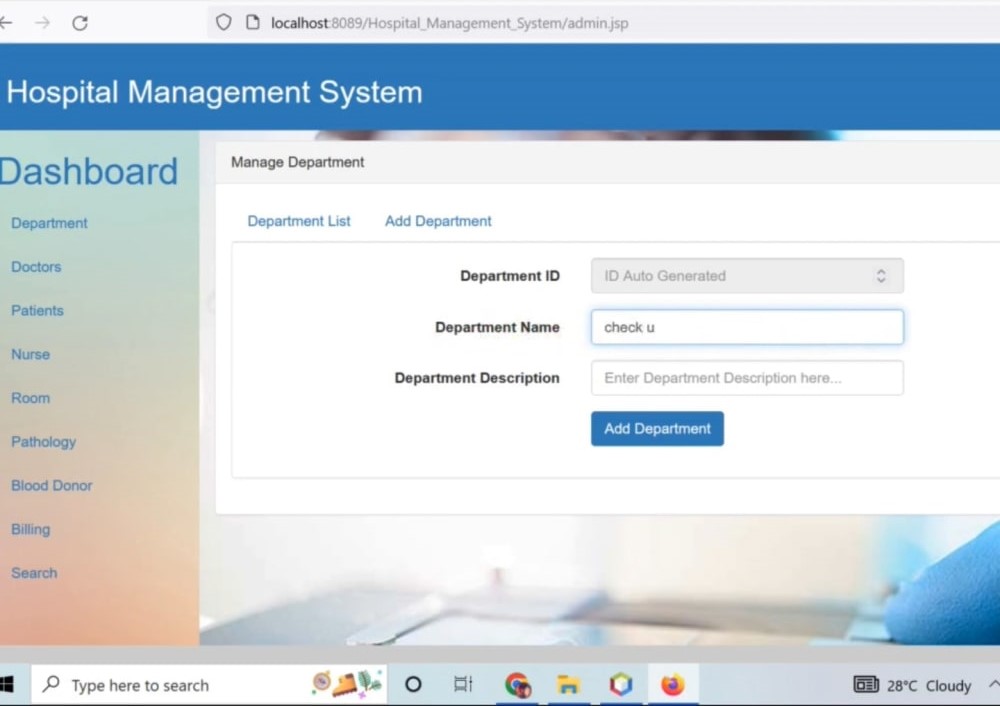 localhost:8089/Hospital_Management_System/admin.jsp
Hospital Management System
Dashboard
Department
Doctors
Patients
Nurse
Room
Pathology
Blood Donor
Billing
Search
Manage Department
Department List Add Department
Department ID ID Auto Generated
Department Name check u
Department Description Enter Department Description here...
Add Department
Type here to search
28°C Cloudy